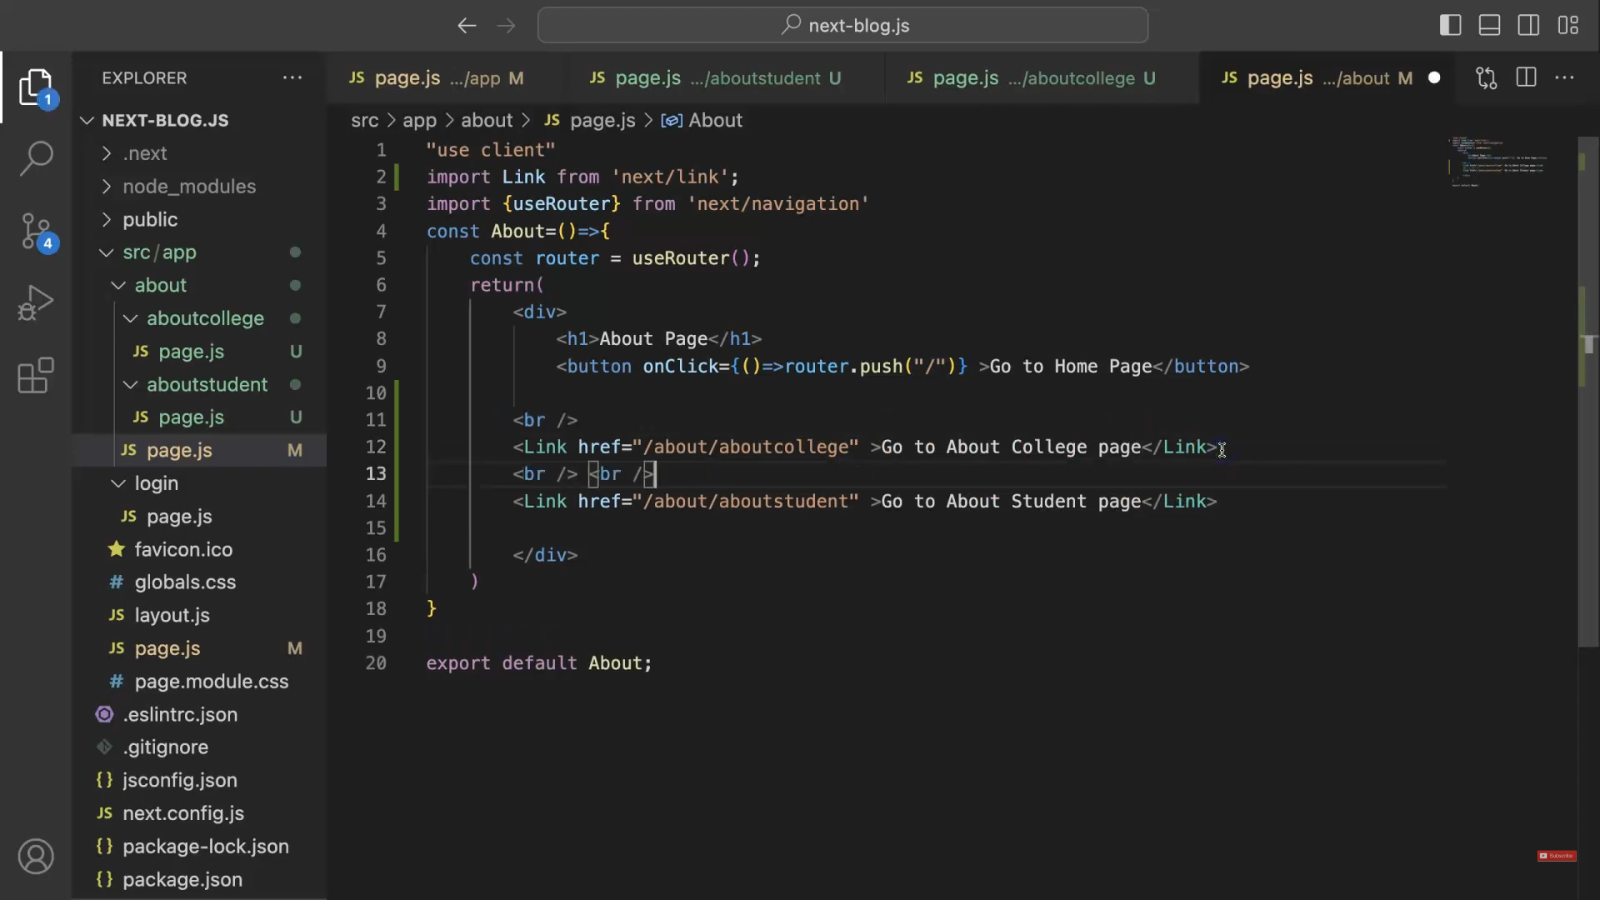 next-blog.js
EXPLORER ···
page.js .../app M
page.js .../aboutstudent U
page.js .../aboutcollege U
page.js .../about M
1
4
NEXT-BLOG.JS
.next
node_modules
public
src/app
about
aboutcollege
JS page.js U
aboutstudent
JS page.js U
JS page.js M
login
JS page.js
favicon.ico
# globals.css
JS layout.js
JS page.js M
# page.module.css
.eslintrc.json
.gitignore
{} jsconfig.json
JS next.config.js
{} package-lock.json
{} package.json
src > app > about > JS page.js > About
1 "use client"
2 import Link from 'next/link';
3 import {useRouter} from 'next/navigation'
4 const About=()=>{
5 const router = useRouter();
6 return(
7 <div>
8 <h1>About Page</h1>
9 <button onClick={()=>router.push("/")} >Go to Home Page</button>
10
11 <br />
12 <Link href="/about/aboutcollege" >Go to About College page</Link>
13 <br /> <br />
14 <Link href="/about/aboutstudent" >Go to About Student page</Link>
15
16 </div>
17 )
18 }
19
20 export default About;
Subscribe